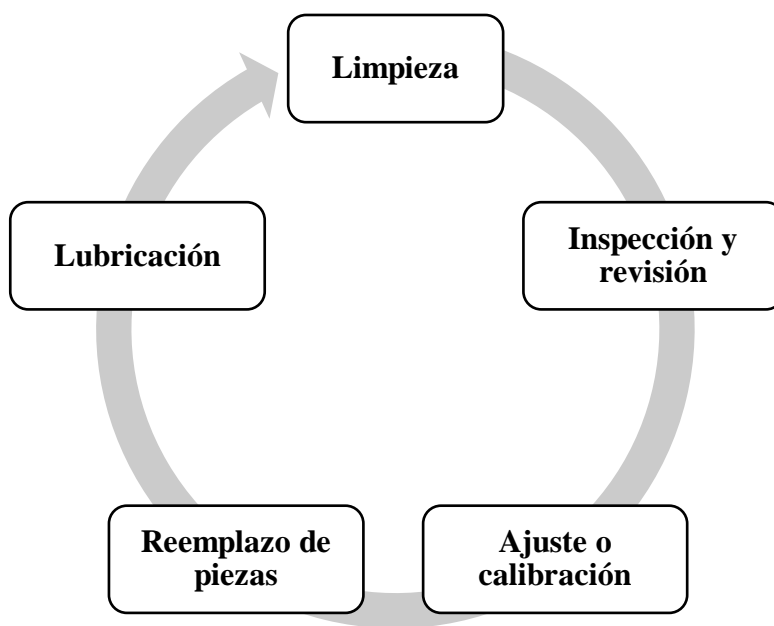 Limpieza
Inspección y
revisión
Ajuste o
calibración
Reemplazo de
piezas
Lubricación